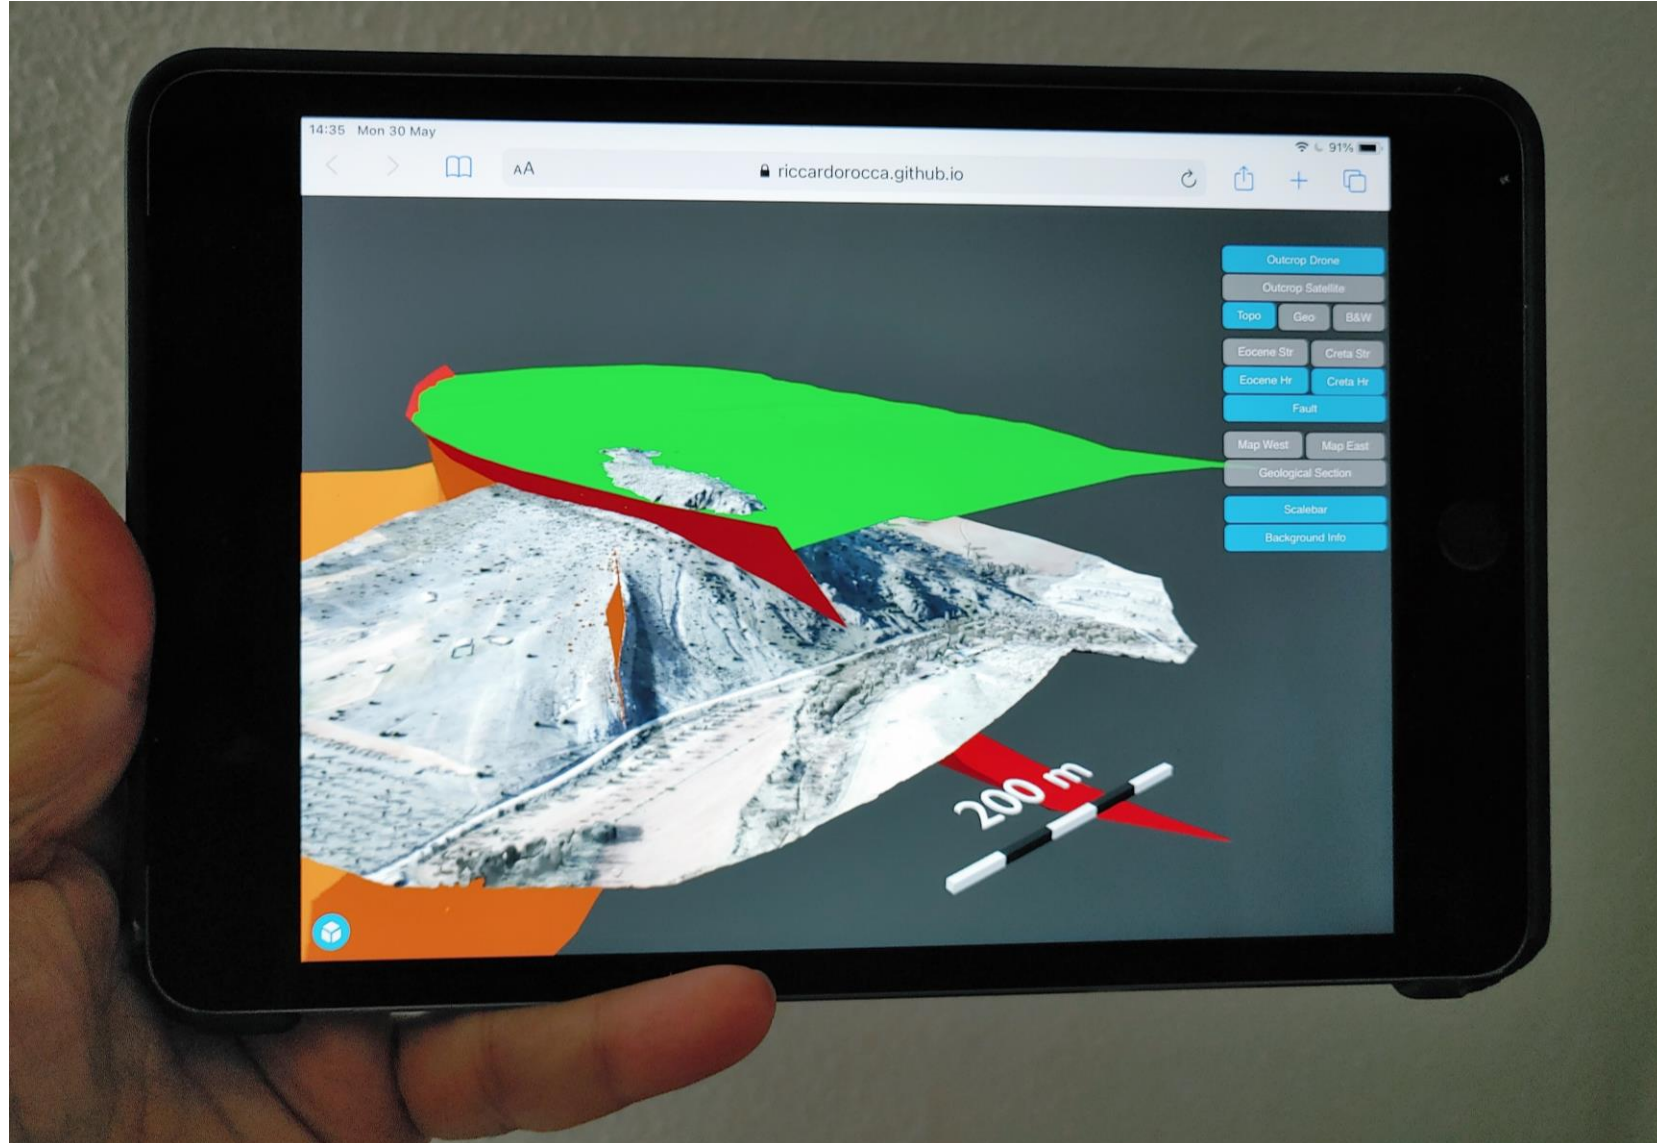 14:35 Mon 30 May
91%
AA riccardorocca.github.io
Outcrop Drone
Outcrop Satellite
Topo Geo B&W
Eocene Str Creta Str
Eocene Hr Creta Hr
Fault
Map West Map East
Geological Section
Scalebar
Background Info
200 m